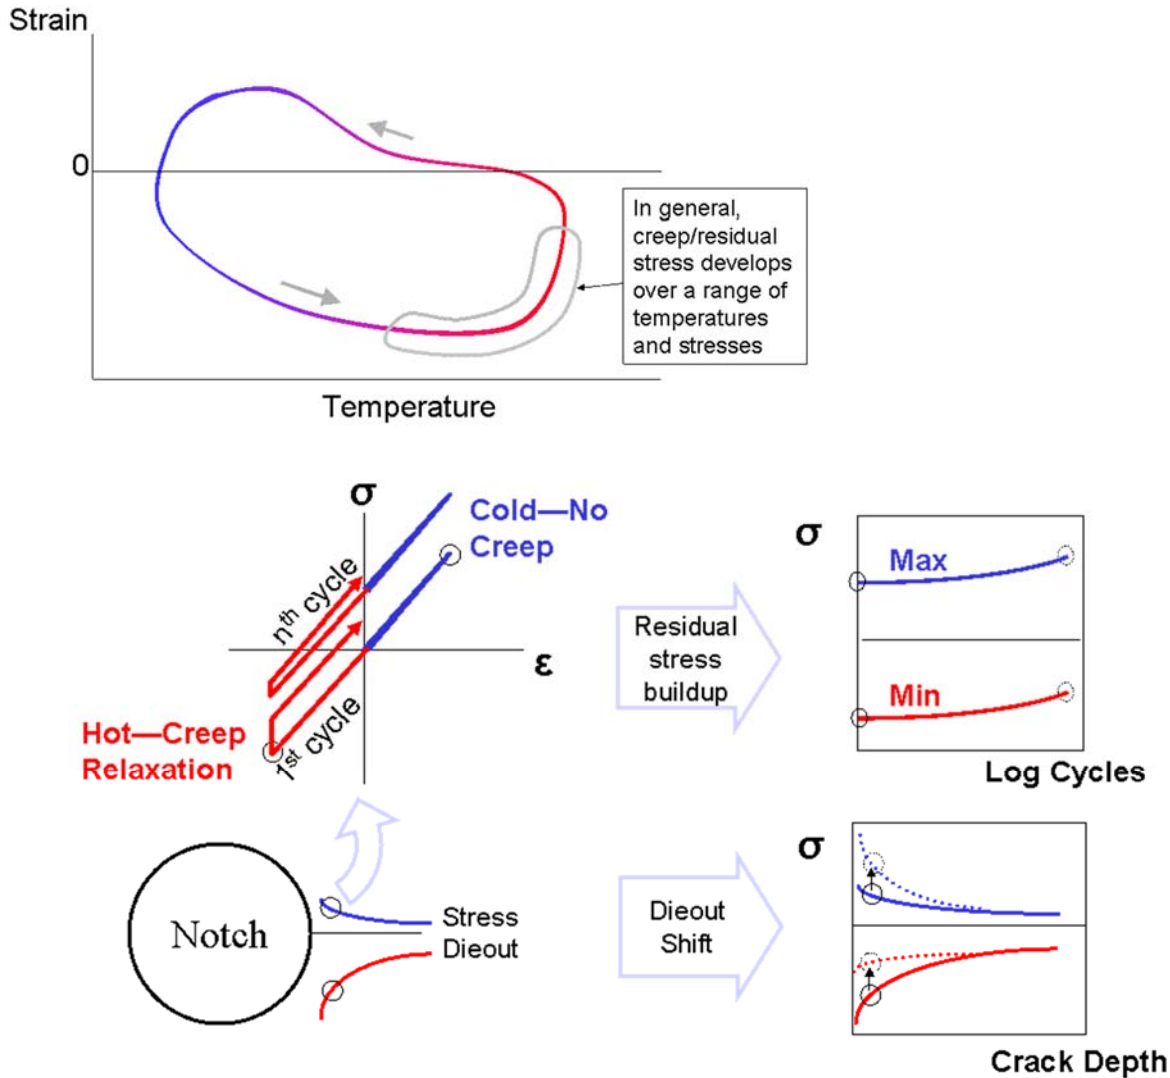 Strain
0
In general,
creep/residual
stress develops
over a range of
temperatures
and stresses
Temperature
σ
Cold—No
Creep
nth cycle
ε
1st cycle
Hot—Creep
Relaxation
Residual
stress
buildup
σ
Max
Min
Log Cycles
Notch
Stress
Dieout
Dieout
Shift
σ
Crack Depth